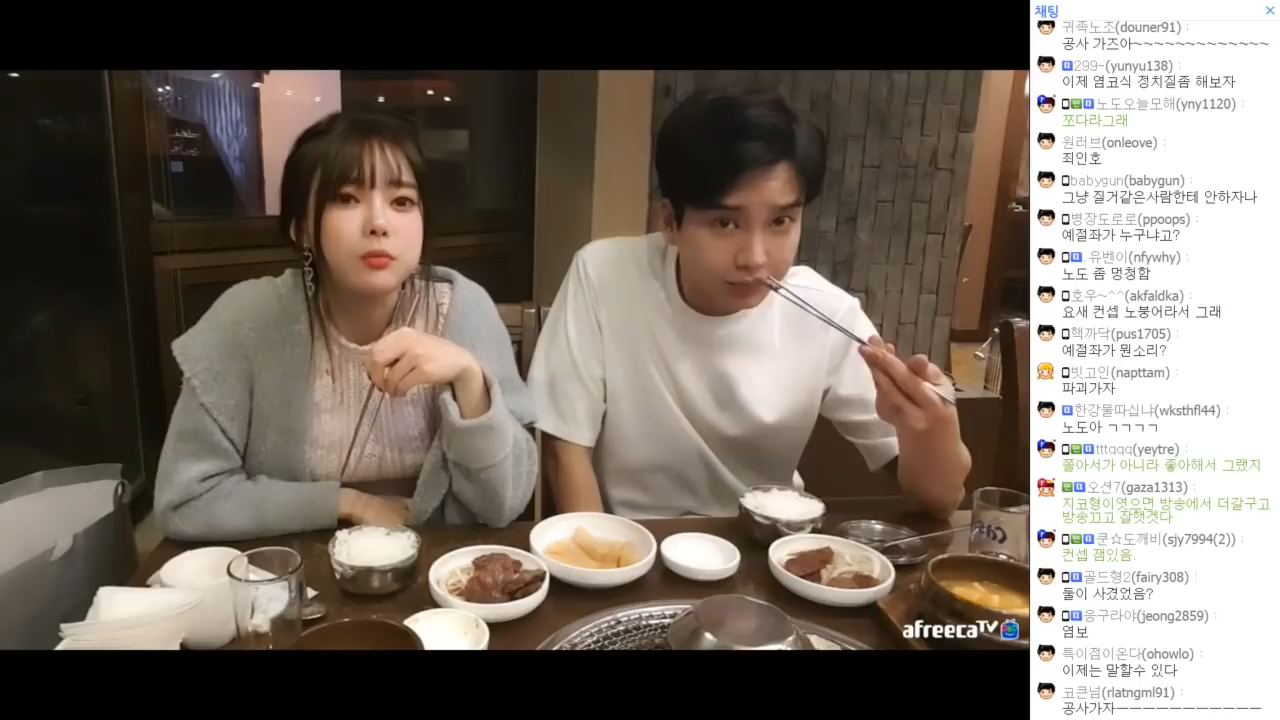 채팅
귀족노조(douner91) :
공사 가즈아~~~~~~~~~~~~~
299-(yunyu138) :
이제 염코식 정치질좀 해보자
노도오늘모해(yny1120) :
쪼다라그래
원러브(onleove) :
죄인호
babygun(babygun) :
그냥 질거같은사람한테 안하자나
병장도로로(ppoops) :
예절좌가 누구냐고?
. 유벤이(nfywhy) :
노도 좀 멍청함
호우~^^(akfaldka) :
요새 컨셉 노붕어라서 그래
핵까닥(pus1705) :
예절좌가 뭔소리?
빗고인(napttam) :
파괴가자
한강물따십냐(wksthfl44) :
노도아 ㄱㄱㄱㄱ
tttqqq(yeytre) :
쫄아서가 아니라 좋아해서 그랬지
오션7(gaza1313) :
지코형이엿으면 방송에서 더갈구고
방송끄고 잘햇겟다
쿤☆도깨비(sjy7994(2)) :
컨셉 잼있음.
골드형2(fairy308) :
둘이 사겼었음?
응구라야(jeong2859) :
염보
특이점이온다(ohowlo) :
이제는 말할수 있다
코큰넘(rlatngml91) :
공사가자ㅡㅡㅡㅡㅡㅡㅡㅡㅡㅡㅡ
afreecaTV